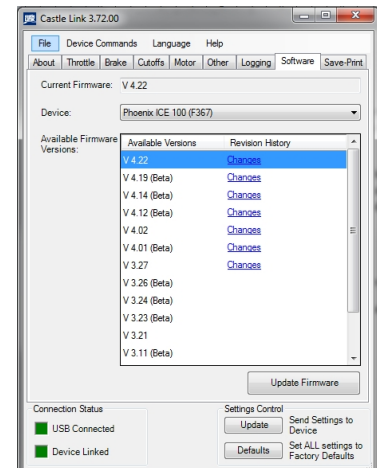 Castle Link 3.72.00
File Device Commands Language Help
About Throttle Brake Cutoffs Motor Other Logging Software Save-Print
Current Firmware: V 4.22
Device: Phoenix ICE 100 (F367)
Available Firmware Versions:
Available Versions Revision History
V 4.22 Changes
V 4.19 (Beta) Changes
V 4.14 (Beta) Changes
V 4.12 (Beta) Changes
V 4.02 Changes
V 4.01 (Beta) Changes
V 3.27 Changes
V 3.26 (Beta)
V 3.24 (Beta)
V 3.23 (Beta)
V 3.21
V 3.11 (Beta)
Update Firmware
Connection Status
USB Connected
Device Linked
Settings Control
Update Send Settings to Device
Defaults Set ALL settings to Factory Defaults